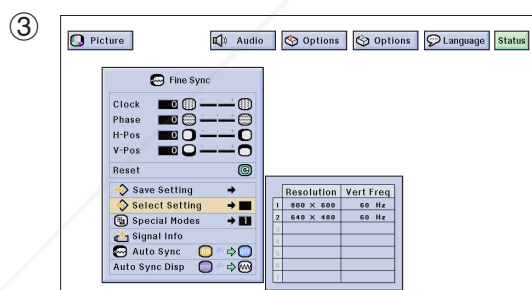 ③
Picture Audio Options Options Language Status
Fine Sync
Clock 0
Phase 0
H-Pos 0
V-Pos 0
Reset
Save Setting
Select Setting
Special Modes 1
Signal Info
Auto Sync
Auto Sync Disp
Resolution Vert Freq
1 800 × 600 60 Hz
2 640 × 480 60 Hz
3
4
5
6
7